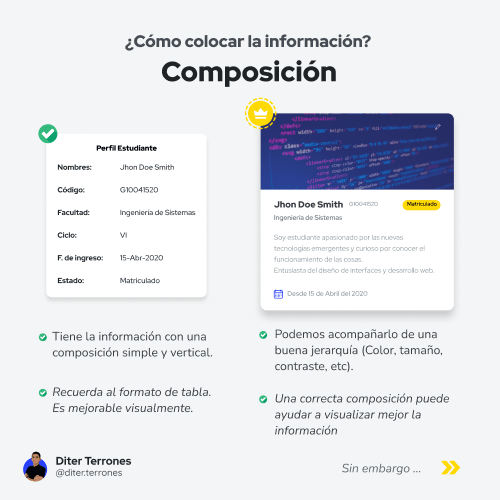 ¿Cómo colocar la información?
Composición
Perfil Estudiante
Nombres: Jhon Doe Smith
Código: G10041520
Facultad: Ingeniería de Sistemas
Ciclo: VI
F. de ingreso: 15-Abr-2020
Estado: Matriculado
Jhon Doe Smith G10041520 Matriculado
Ingeniería de Sistemas
Soy estudiante apasionado por las nuevas
tecnologías emergentes y curioso por conocer el
funcionamiento de las cosas.
Entusiasta del diseño de interfaces y desarrollo web.
Desde 15 de Abril del 2020
Tiene la información con una
composición simple y vertical.
Recuerda al formato de tabla.
Es mejorable visualmente.
Podemos acompañarlo de una
buena jerarquía (Color, tamaño,
contraste, etc).
Una correcta composición puede
ayudar a visualizar mejor la
información
Diter Terrones
@diter.terrones
Sin embargo ...